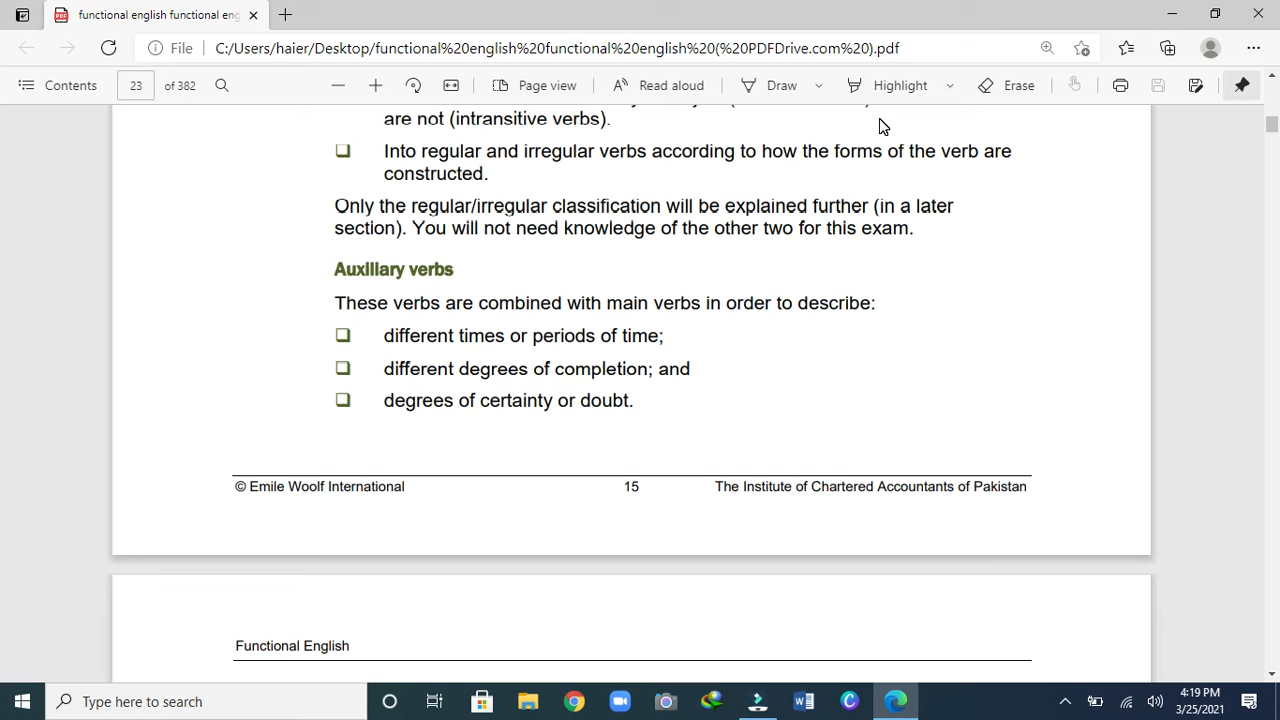 functional english functional eng
File
C:/Users/haier/Desktop/functional%20english%20functional%20english%20(%20PDFDrive.com%20).pdf
Contents
23
of 382
Page view
Read aloud
Draw
Highlight
Erase
are not (intransitive verbs).
Into regular and irregular verbs according to how the forms of the verb are
constructed.
Only the regular/irregular classification will be explained further (in a later
section). You will not need knowledge of the other two for this exam.
Auxiliary verbs
These verbs are combined with main verbs in order to describe:
different times or periods of time;
different degrees of completion; and
degrees of certainty or doubt.
© Emile Woolf International
15
The Institute of Chartered Accountants of Pakistan
Functional English
Type here to search
4:19 PM
3/25/2021